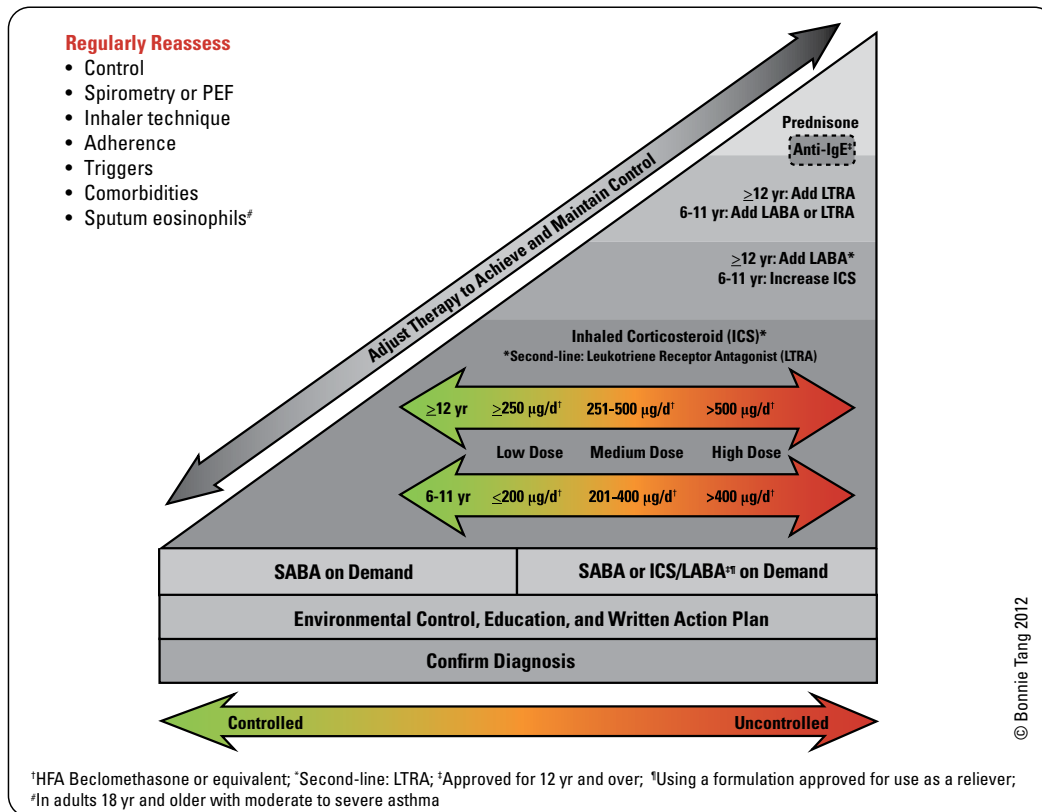 Regularly Reassess
• Control
• Spirometry or PEF
• Inhaler technique
• Adherence
• Triggers
• Comorbidities
• Sputum eosinophils#
Adjust Therapy to Achieve and Maintain Control
Prednisone
Anti-IgE‡
≥12 yr: Add LTRA
6-11 yr: Add LABA or LTRA
≥12 yr: Add LABA*
6-11 yr: Increase ICS
Inhaled Corticosteroid (ICS)*
*Second-line: Leukotriene Receptor Antagonist (LTRA)
≥12 yr ≥250 µg/d† 251-500 µg/d† >500 µg/d†
Low Dose Medium Dose High Dose
6-11 yr ≤200 µg/d† 201-400 µg/d† >400 µg/d†
SABA on Demand SABA or ICS/LABA‡¶ on Demand
Environmental Control, Education, and Written Action Plan
Confirm Diagnosis
Controlled Uncontrolled
© Bonnie Tang 2012
†HFA Beclomethasone or equivalent; *Second-line: LTRA; ‡Approved for 12 yr and over; ¶Using a formulation approved for use as a reliever;
#In adults 18 yr and older with moderate to severe asthma